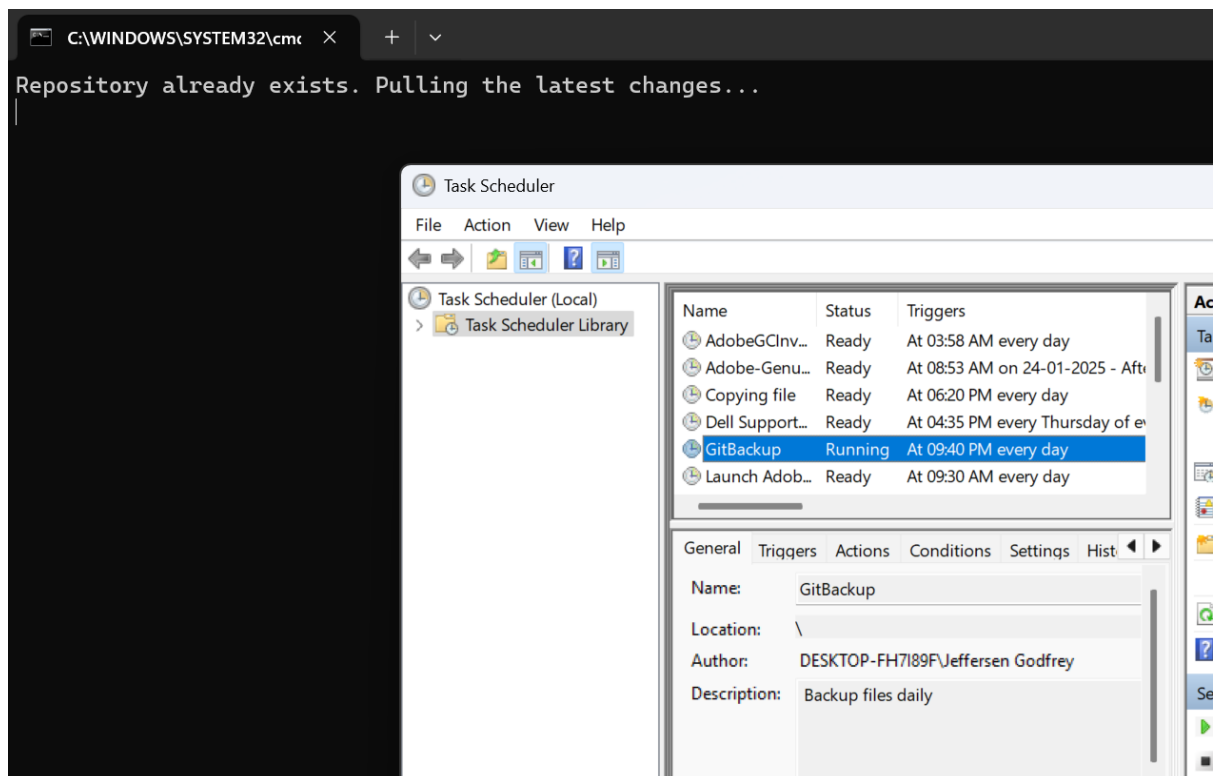 C:\WINDOWS\SYSTEM32\cmc
Repository already exists. Pulling the latest changes...
Task Scheduler
File Action View Help
Task Scheduler (Local)
Task Scheduler Library
Name Status Triggers
AdobeGCInv... Ready At 03:58 AM every day
Adobe-Genu... Ready At 08:53 AM on 24-01-2025 - Afte
Copying file Ready At 06:20 PM every day
Dell Support... Ready At 04:35 PM every Thursday of ev
GitBackup Running At 09:40 PM every day
Launch Adob... Ready At 09:30 AM every day
General Triggers Actions Conditions Settings Hist
Name: GitBackup
Location: \
Author: DESKTOP-FH7I89F\Jeffersen Godfrey
Description: Backup files daily
Ac
Ta
Se